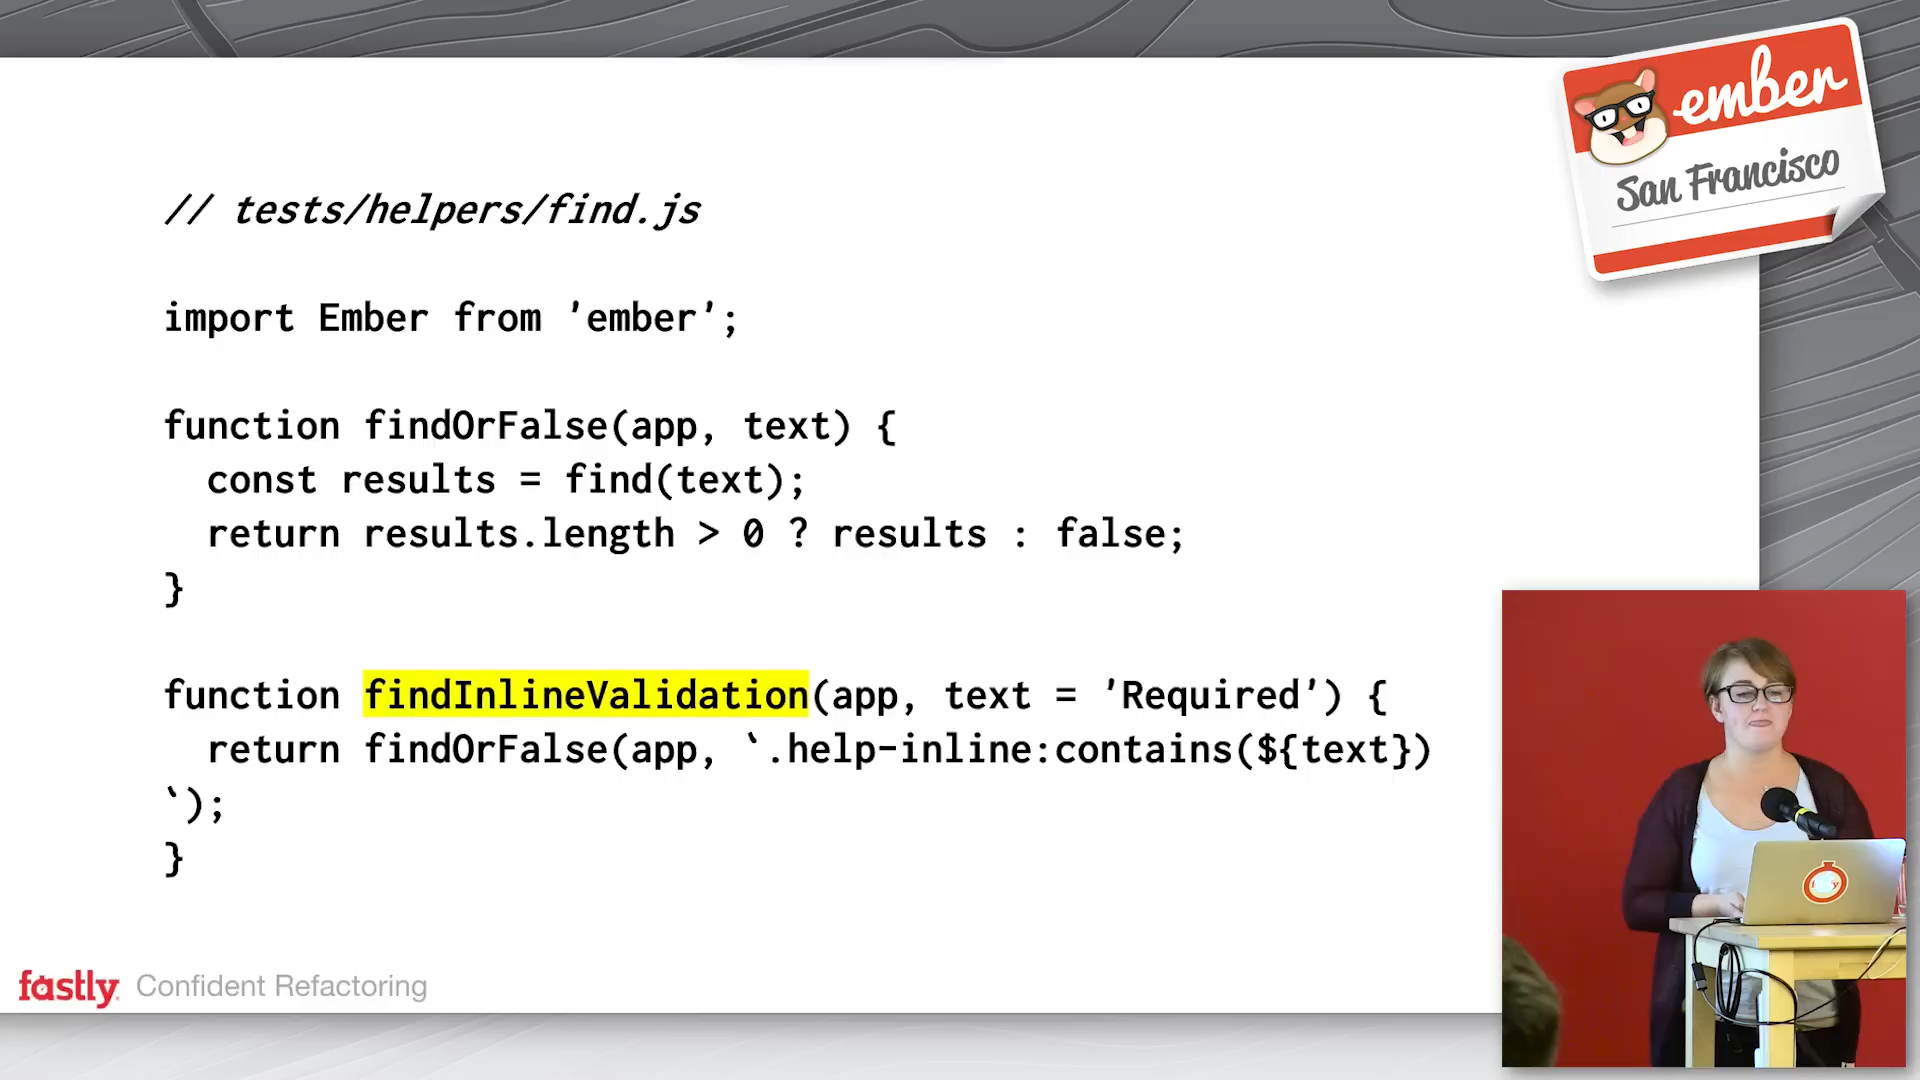 // tests/helpers/find.js
import Ember from 'ember';
function findOrFalse(app, text) {
const results = find(text);
return results.length > 0 ? results : false;
}
function findInlineValidation(app, text = 'Required') {
return findOrFalse(app, `.help-inline:contains(${text})
`);
}
fastly Confident Refactoring
ember
San Francisco